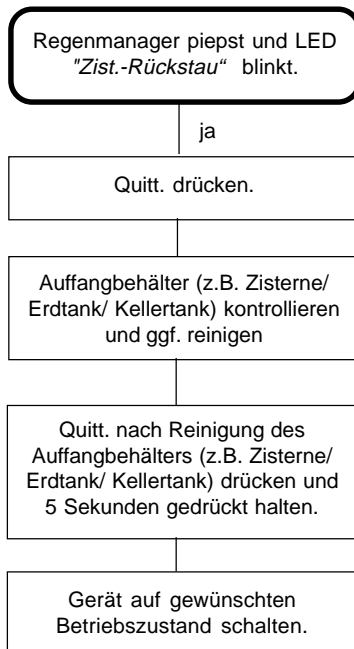 Regenmanager piepst und LED
"Zist.-Rückstau“ blinkt.
ja
Quitt. drücken.
Auffangbehälter (z.B. Zisterne/
Erdtank/ Kellertank) kontrollieren
und ggf. reinigen
Quitt. nach Reinigung des
Auffangbehälters (z.B. Zisterne/
Erdtank/ Kellertank) drücken und
5 Sekunden gedrückt halten.
Gerät auf gewünschten
Betriebszustand schalten.